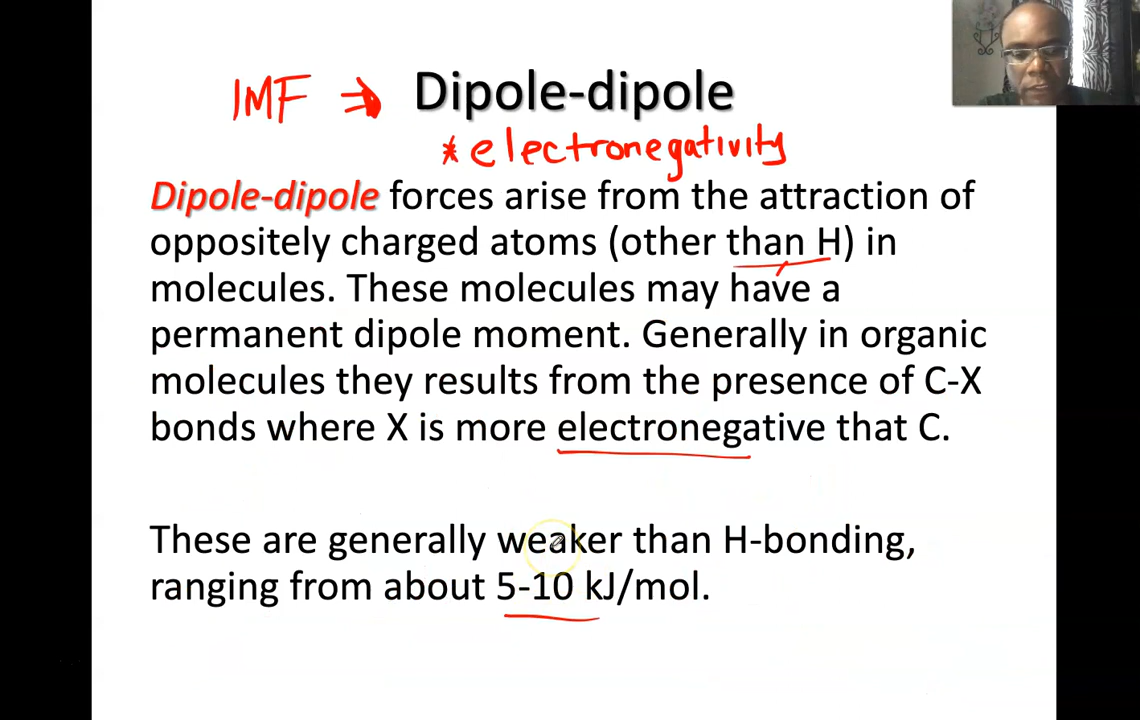 IMF ⇒ Dipole-dipole
* electronegativity
Dipole-dipole forces arise from the attraction of
oppositely charged atoms (other than H) in
molecules. These molecules may have a
permanent dipole moment. Generally in organic
molecules they results from the presence of C-X
bonds where X is more electronegative that C.
These are generally weaker than H-bonding,
ranging from about 5-10 kJ/mol.